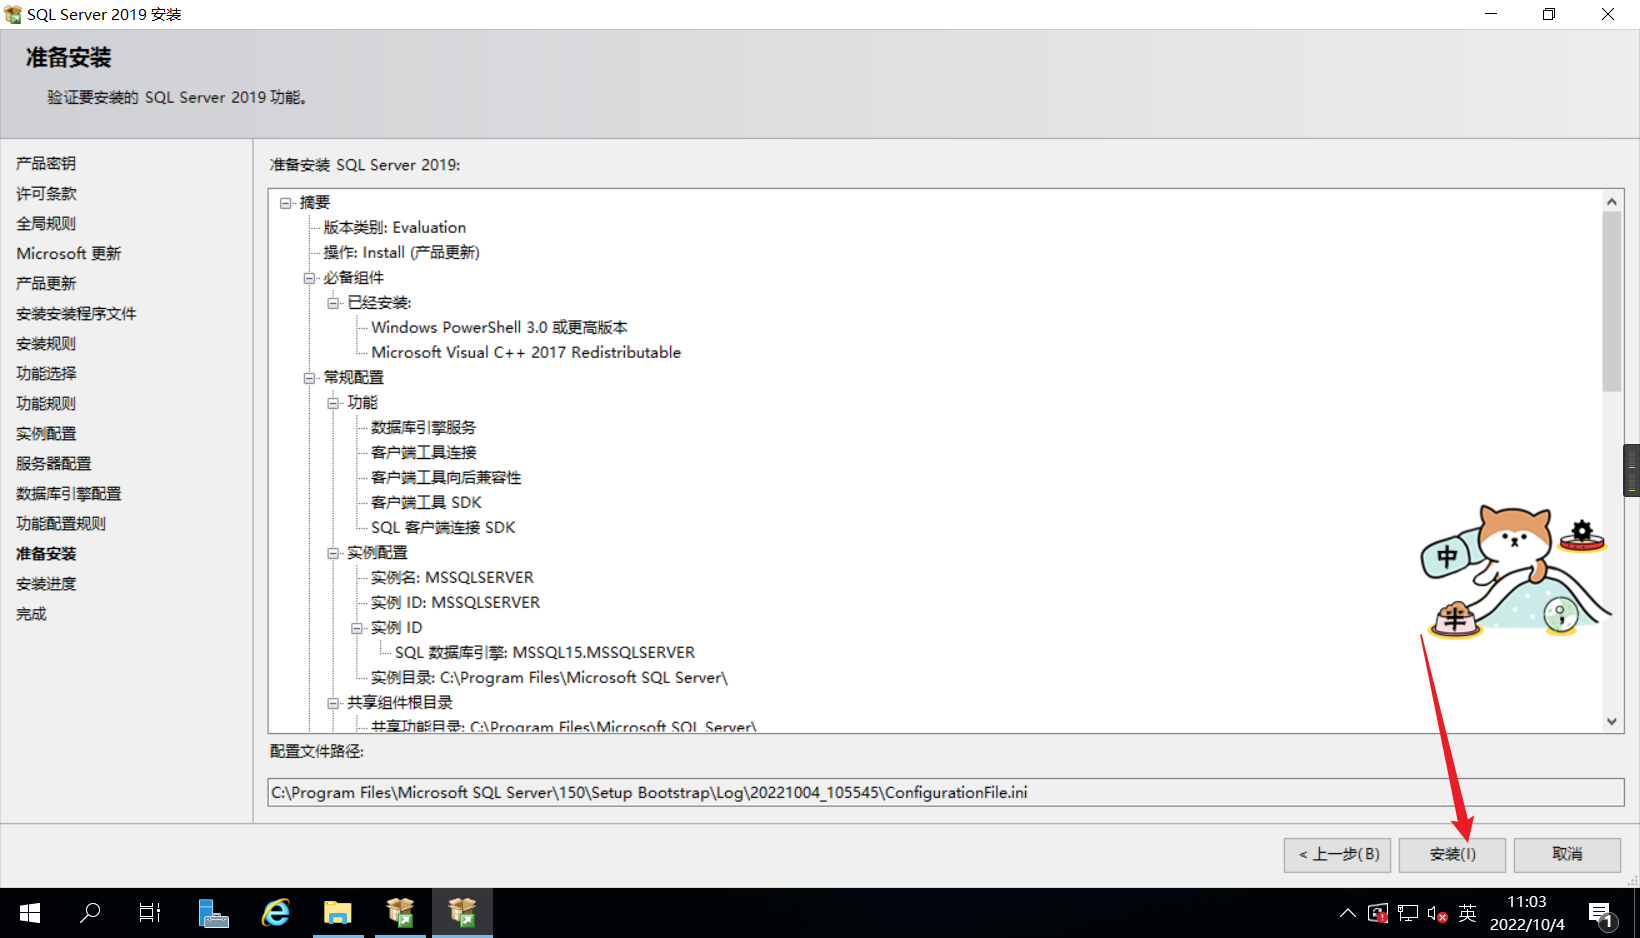 SQL Server 2019 安装
准备安装
验证要安装的 SQL Server 2019 功能。
产品密钥
许可条款
全局规则
Microsoft 更新
产品更新
安装安装程序文件
安装规则
功能选择
功能规则
实例配置
服务器配置
数据库引擎配置
功能配置规则
准备安装
安装进度
完成
准备安装 SQL Server 2019:
摘要
版本类别: Evaluation
操作: Install (产品更新)
必备组件
已经安装:
Windows PowerShell 3.0 或更高版本
Microsoft Visual C++ 2017 Redistributable
常规配置
功能
数据库引擎服务
客户端工具连接
客户端工具向后兼容性
客户端工具 SDK
SQL 客户端连接 SDK
实例配置
实例名: MSSQLSERVER
实例 ID: MSSQLSERVER
实例 ID
SQL 数据库引擎: MSSQL15.MSSQLSERVER
实例目录: C:\Program Files\Microsoft SQL Server\
共享组件根目录
共享功能目录: C:\Program Files\Microsoft SQL Server\
中
半
配置文件路径:
C:\Program Files\Microsoft SQL Server\150\Setup Bootstrap\Log\20221004_105545\ConfigurationFile.ini
< 上一步(B)
安装(I)
取消
英
11:03
2022/10/4
1